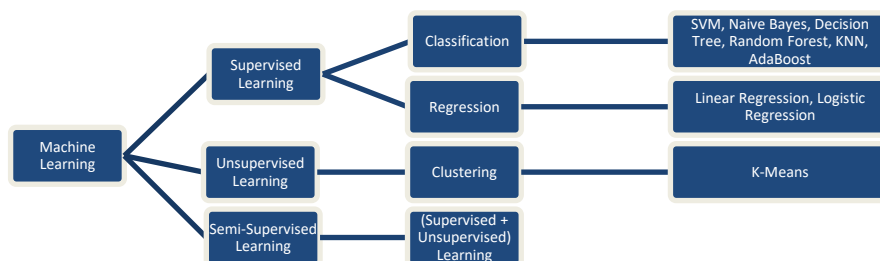 SVM, Naive Bayes, Decision
Tree, Random Forest, KNN,
AdaBoost
Classification
Supervised
Learning
Regression
Linear Regression, Logistic
Regression
Machine
Learning
Unsupervised
Learning
Clustering
K-Means
Semi-Supervised
Learning
(Supervised +
Unsupervised)
Learning